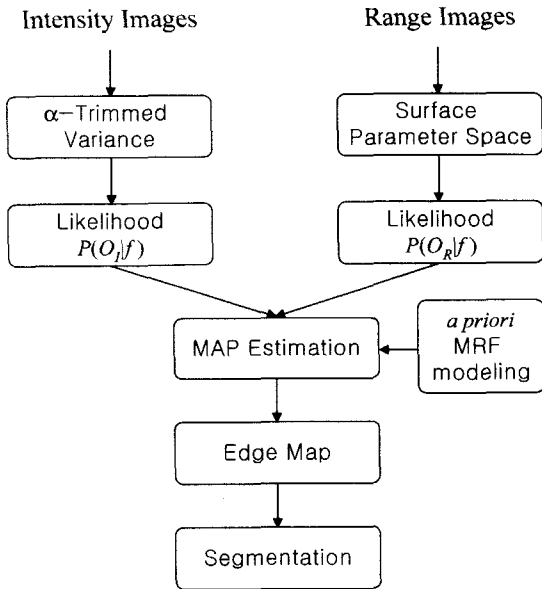 Intensity Images
Range Images
α-Trimmed
Variance
Surface
Parameter Space
Likelihood
P(O_I|f)
Likelihood
P(O_R|f)
MAP Estimation
a priori
MRF
modeling
Edge Map
Segmentation